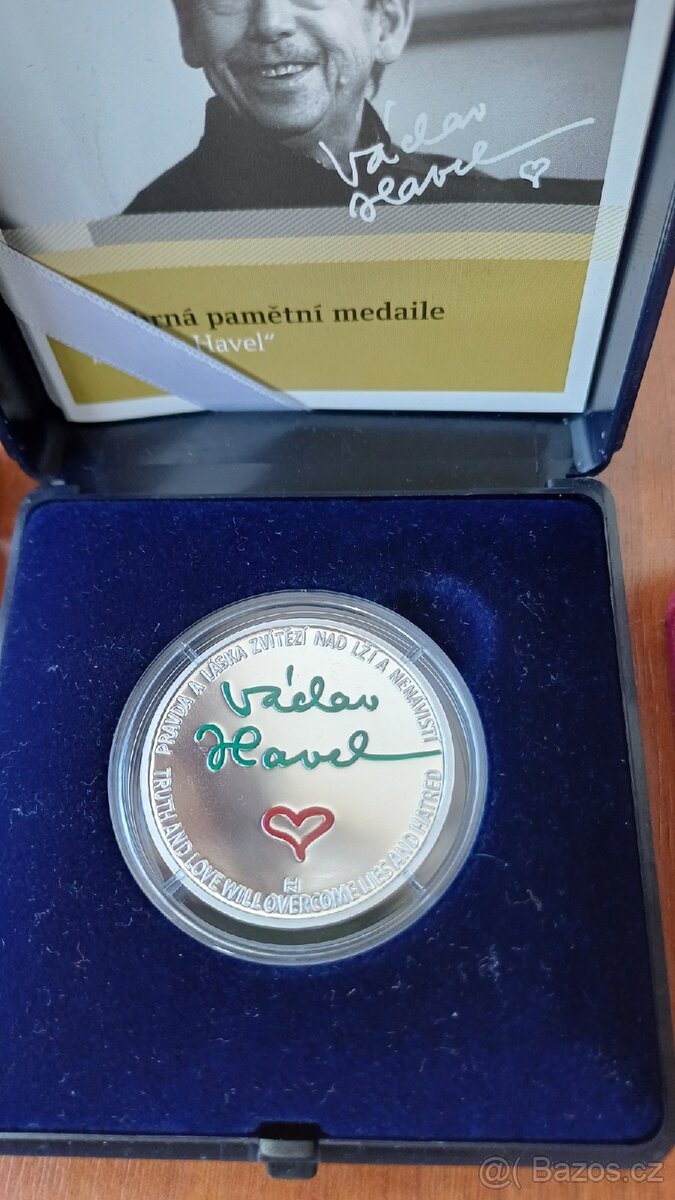 Václav
Havel
rná pamětní medaile
Havel"
PRAVDA A LÁSKA ZVÍTĚZÍ NAD LŽÍ A NENÁVISTÍ
Václav
Havel
TRUTH AND LOVE WILL OVERCOME LIES AND HATRED
@( Bazos.cz